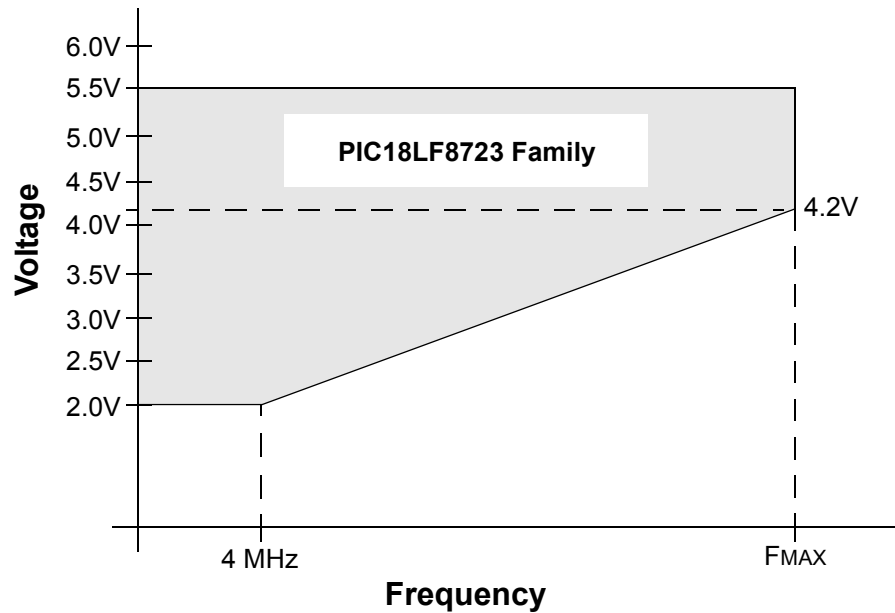 6.0V
5.5V
5.0V
4.5V
4.0V
3.5V
3.0V
2.5V
2.0V
Voltage
PIC18LF8723 Family
4.2V
4 MHz
FMAX
Frequency